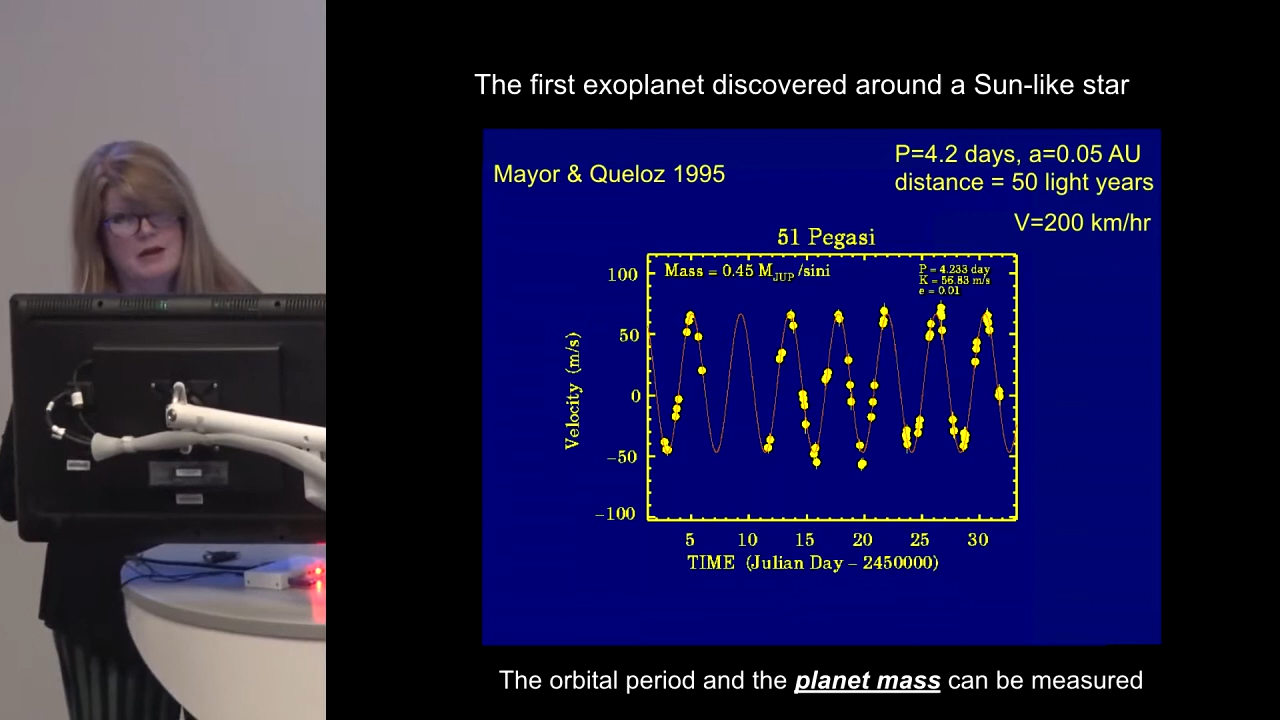 The first exoplanet discovered around a Sun-like star
Mayor & Queloz 1995
P=4.2 days, a=0.05 AU
distance = 50 light years
V=200 km/hr
51 Pegasi
Mass = 0.45 M_JUP /sini
P = 4.233 day
K = 56.83 m/s
e = 0.01
Velocity (m/s)
100
50
0
−50
−100
5 10 15 20 25 30
TIME (Julian Day − 2450000)
The orbital period and the planet mass can be measured